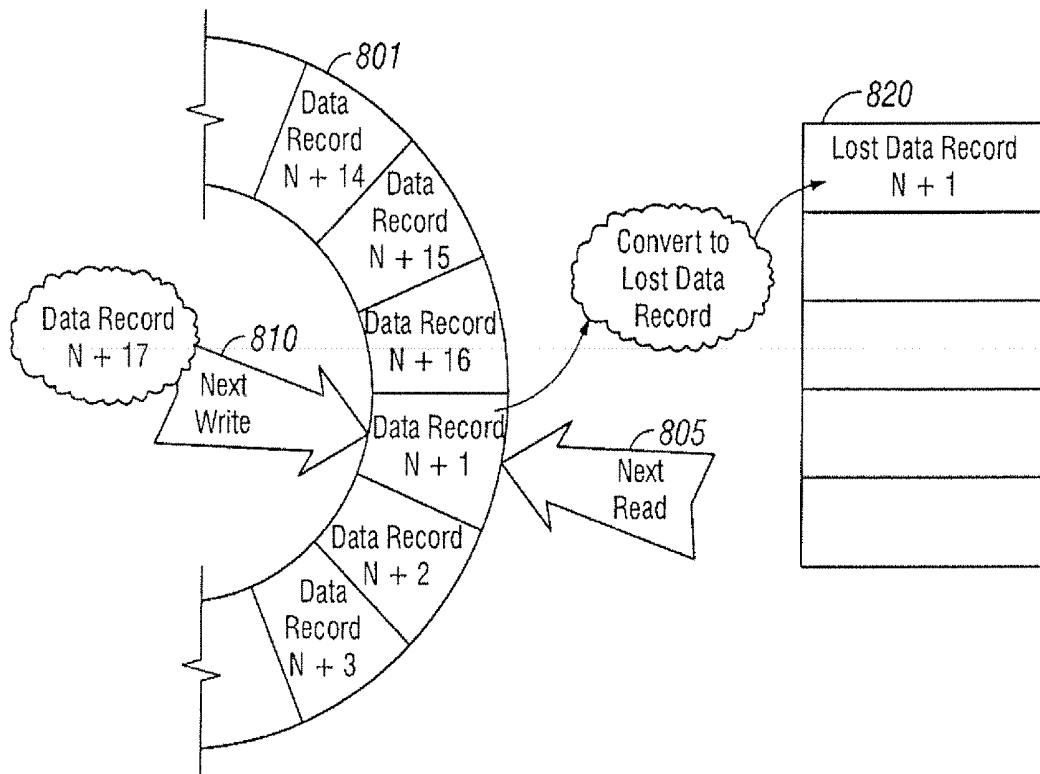 801
Data
Record
N + 14
Data
Record
N + 15
Data Record
N + 16
Data Record
N + 1
Data Record
N + 2
Data
Record
N + 3
Data Record
N + 17
810
Next
Write
805
Next
Read
Convert to
Lost Data
Record
820
Lost Data Record
N + 1